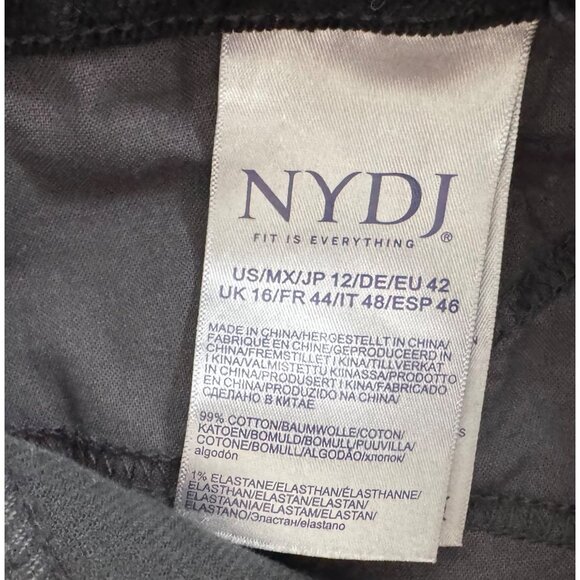 NYDJ®
FIT IS EVERYTHING
US/MX/JP 12/DE/EU 42
UK 16/FR 44/IT 48/ESP 46
MADE IN CHINA/HERGESTELLT IN CHINA/
FABRIQUÉ EN CHINE/GEPRODUCEERD IN
CHINA/FREMSTILLET I KINA/TILLVERKAT
I KINA/VALMISTETTU KIINASSA/PRODOTTO
IN CHINA/PRODUSERT I KINA/FABRICADO
EN CHINA/PRODUZIDO NA CHINA/
СДЕЛАНО В КИТАЕ
99% COTTON/BAUMWOLLE/COTON/
KATOEN/BOMULD/BOMULL/PUUVILLA/
COTONE/BOMULL/ALGODÃO/хлопок/
algodón
1% ELASTANE/ELASTHAN/ÉLASTHANNE/
ELASTHAN/ELASTAN/ELASTAN/
ELASTAANIA/ELASTAM/ELASTAN/
ELASTANO/Эластан/elastano